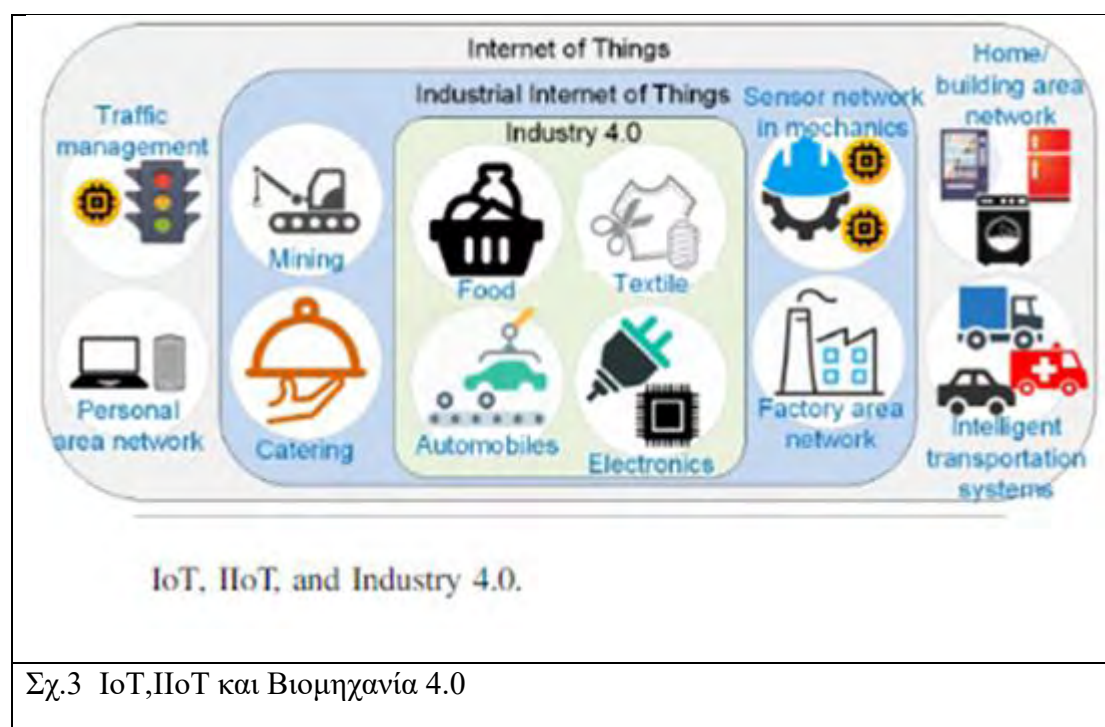 Internet of Things
Industrial Internet of Things
Industry 4.0
Traffic
management
Personal
area network
Mining
Catering
Food
Textile
Automobiles
Electronics
Sensor network
in mechanics
Factory area
network
Home/
building area
network
Intelligent
transportation
systems
IoT, IIoT, and Industry 4.0.
Σχ.3 IoT,IIoT και Βιομηχανία 4.0